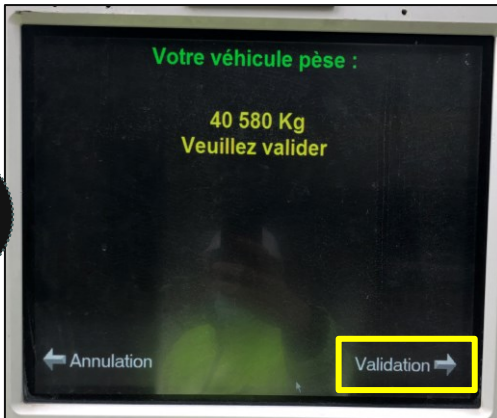 Votre véhicule pèse :
40 580 Kg
Veuillez valider
Annulation
Validation